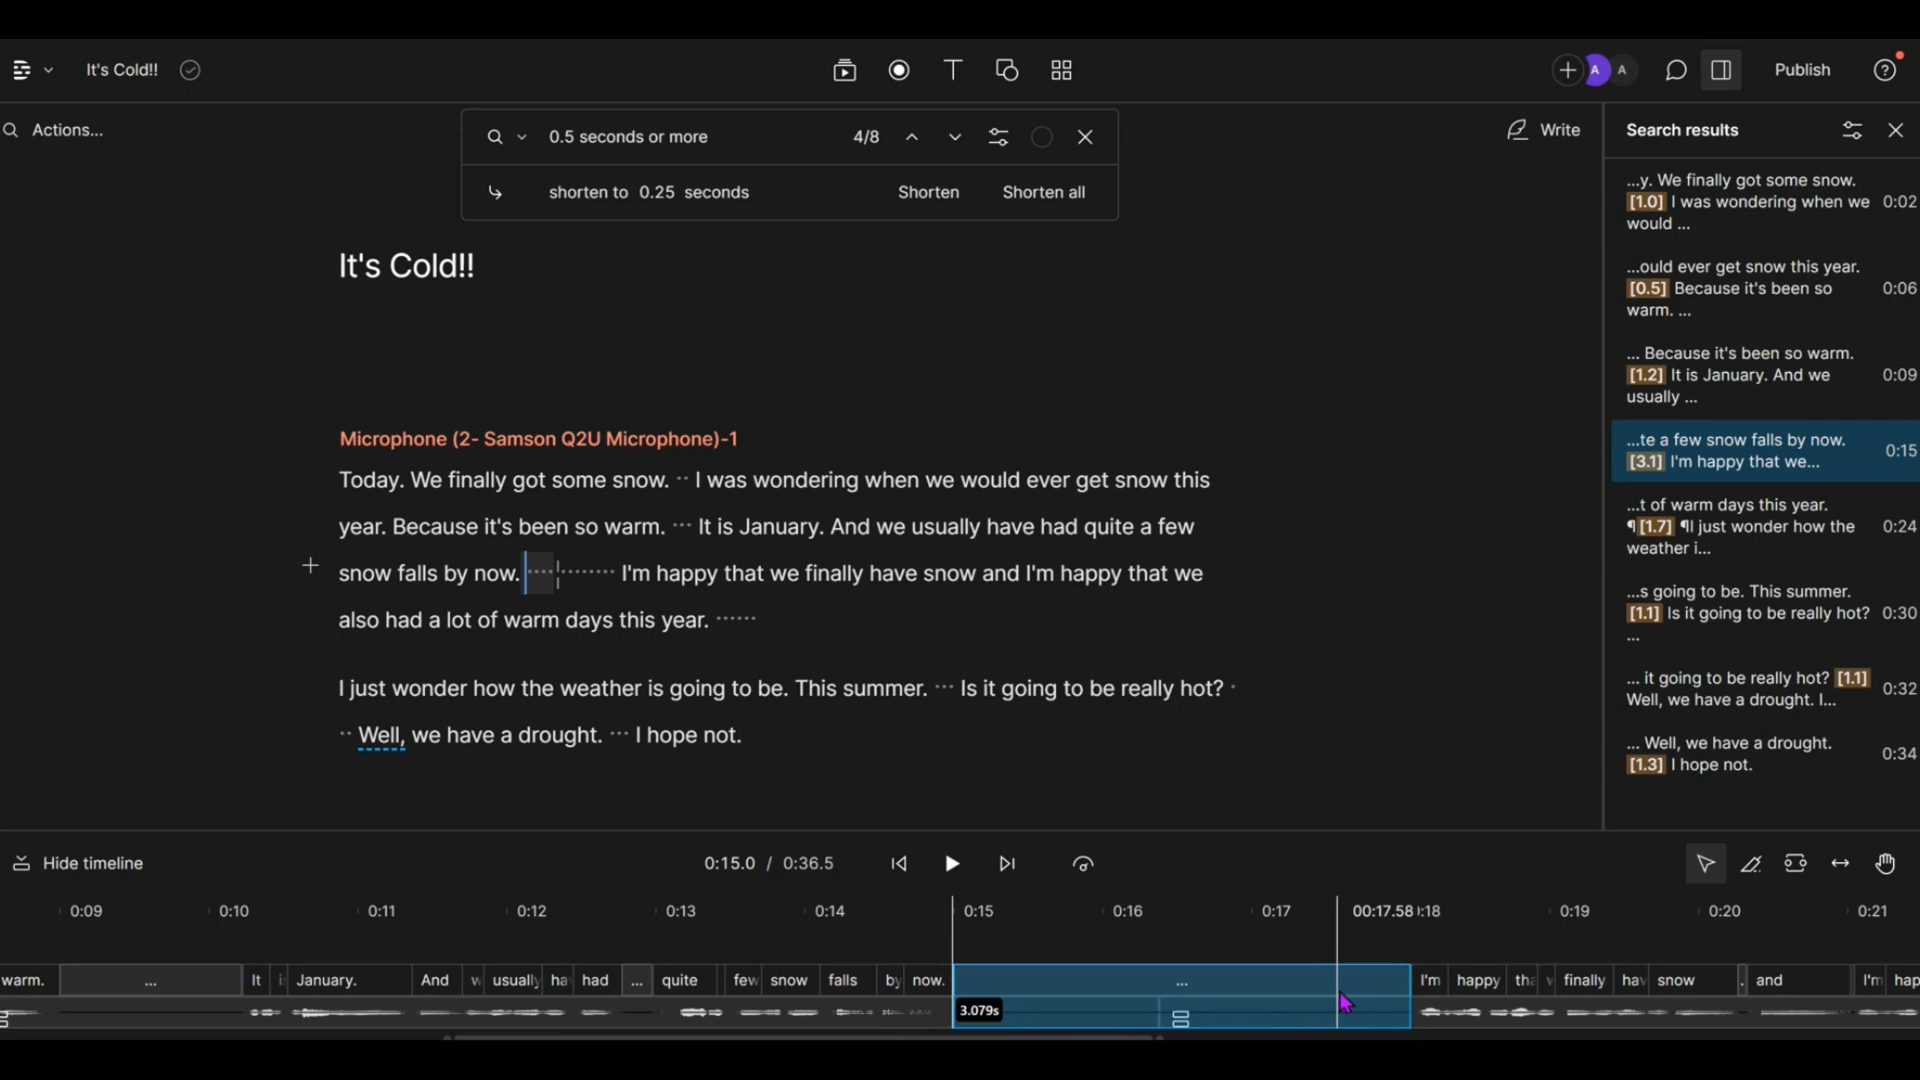 It's Cold!!
A
A
Publish
Actions...
0.5 seconds or more
4/8
shorten to 0.25 seconds
Shorten
Shorten all
Write
It's Cold!!
Microphone (2- Samson Q2U Microphone)-1
Today. We finally got some snow. ·· I was wondering when we would ever get snow this
year. Because it's been so warm. ··· It is January. And we usually have had quite a few
snow falls by now. ····¦········ I'm happy that we finally have snow and I'm happy that we
also had a lot of warm days this year. ······
I just wonder how the weather is going to be. This summer. ··· Is it going to be really hot? ·
·· Well, we have a drought. ··· I hope not.
Search results
...y. We finally got some snow.
[1.0] I was wondering when we
would ...
0:02
...ould ever get snow this year.
[0.5] Because it's been so
warm. ...
0:06
... Because it's been so warm.
[1.2] It is January. And we
usually ...
0:09
...te a few snow falls by now.
[3.1] I'm happy that we...
0:15
...t of warm days this year.
¶[1.7] ¶I just wonder how the
weather i...
0:24
...s going to be. This summer.
[1.1] Is it going to be really hot?
...
0:30
... it going to be really hot? [1.1]
Well, we have a drought. I...
0:32
... Well, we have a drought.
[1.3] I hope not.
0:34
Hide timeline
0:15.0 / 0:36.5
0:09 0:10 0:11 0:12 0:13 0:14 0:15 0:16 0:17 00:17.58 :18 0:19 0:20 0:21
warm. ... It i January. And w usually ha had ... quite few snow falls by now. ... I'm happy tha w finally hav snow . and I'm hap
3.079s